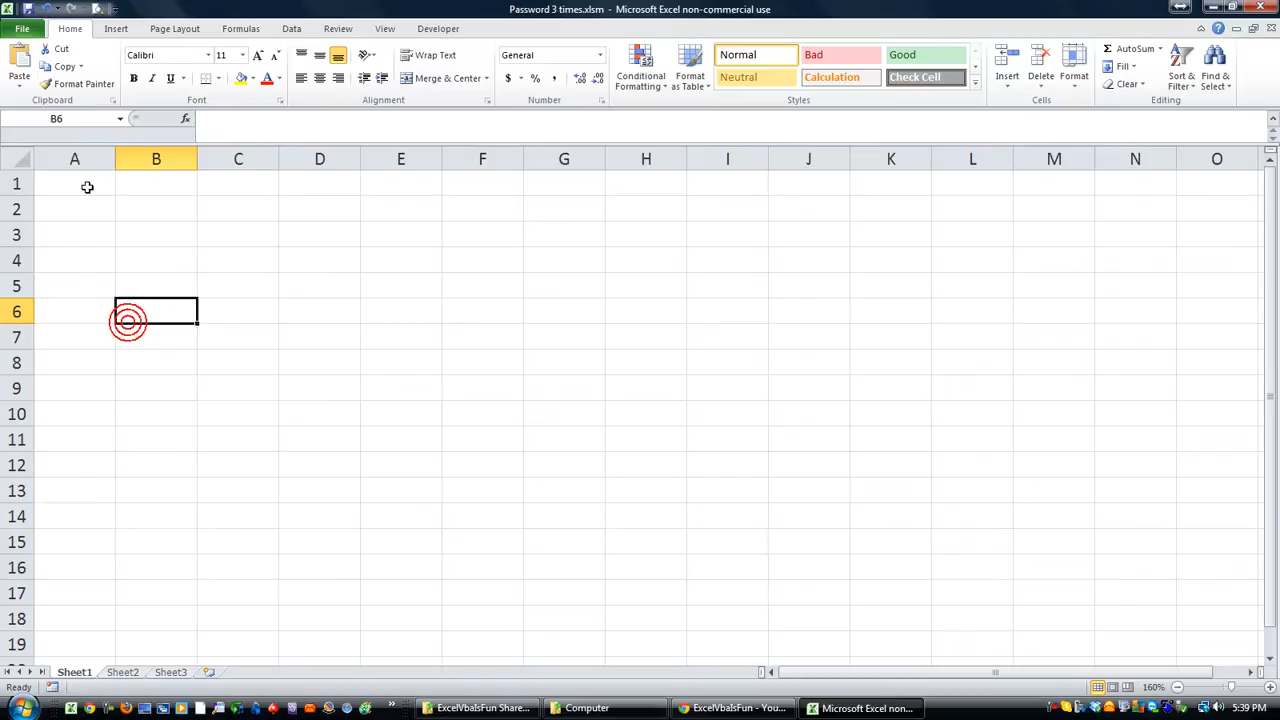 Password 3 times.xlsm - Microsoft Excel non-commercial use
File Home Insert Page Layout Formulas Data Review View Developer
Paste Cut Copy Format Painter Clipboard
Calibri 11 A A B I U A Font
Wrap Text Merge & Center Alignment
General $ % , .0 .00 .00 .0 Number
Conditional Formatting Format as Table Normal Bad Good Neutral Calculation Check Cell Styles
Insert Delete Format Cells
Σ AutoSum Fill Clear Sort & Filter Find & Select Editing
B6 fx
A B C D E F G H I J K L M N O
1
2
3
4
5
6
7
8
9
10
11
12
13
14
15
16
17
18
19
Sheet1 Sheet2 Sheet3
Ready 160%
ExcelVbaIsFun Share... Computer ExcelVbaIsFun - You... Microsoft Excel non-... 5:39 PM